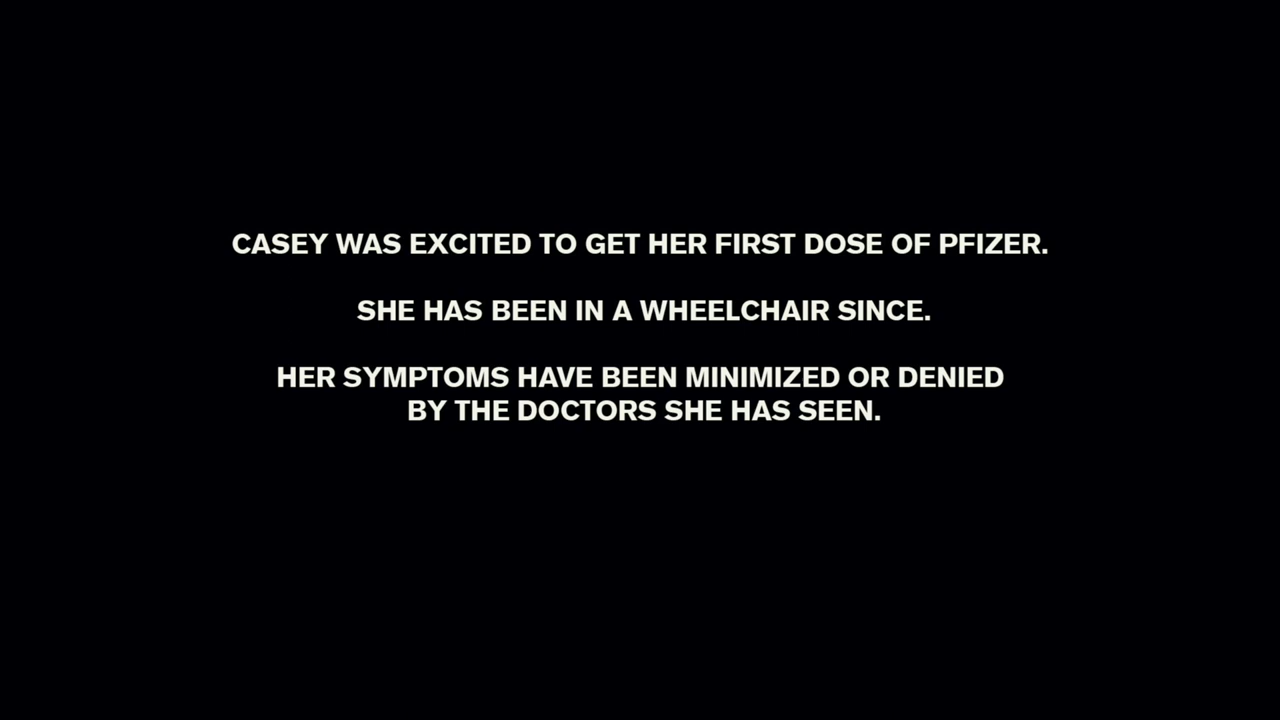 CASEY WAS EXCITED TO GET HER FIRST DOSE OF PFIZER.
SHE HAS BEEN IN A WHEELCHAIR SINCE.
HER SYMPTOMS HAVE BEEN MINIMIZED OR DENIED
BY THE DOCTORS SHE HAS SEEN.